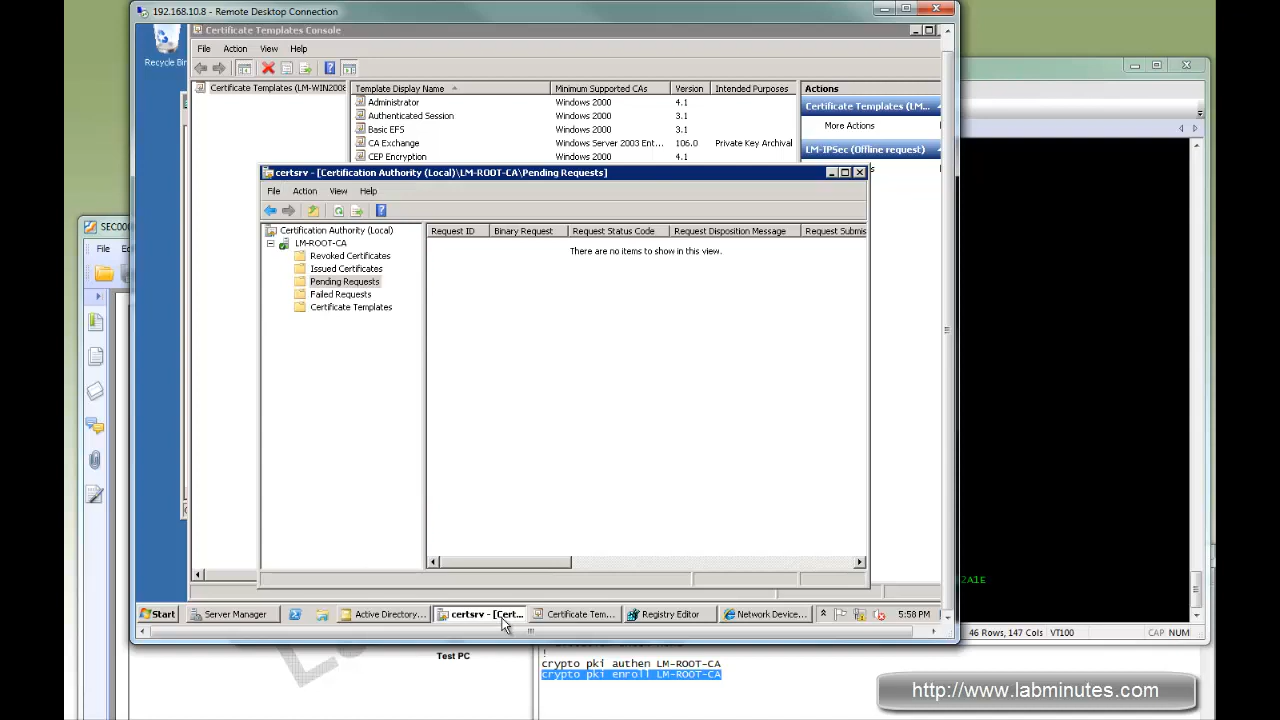 192.168.10.8 - Remote Desktop Connection
Recycle Bin
Certificate Templates Console
File Action View Help
Certificate Templates (LM-WIN2008
Template Display Name Minimum Supported CAs Version Intended Purposes
Administrator Windows 2000 4.1
Authenticated Session Windows 2000 3.1
Basic EFS Windows 2000 3.1
CA Exchange Windows Server 2003 Ent... 106.0 Private Key Archival
CEP Encryption Windows 2000 4.1
Actions
Certificate Templates (LM...
More Actions
LM-IPSec (Offline request)
certsrv - [Certification Authority (Local)\LM-ROOT-CA\Pending Requests]
File Action View Help
Certification Authority (Local)
LM-ROOT-CA
Revoked Certificates
Issued Certificates
Pending Requests
Failed Requests
Certificate Templates
Request ID Binary Request Request Status Code Request Disposition Message Request Submis
There are no items to show in this view.
SEC00
File
2A1E
Start Server Manager Active Directory... certsrv - [Cert... Certificate Tem... Registry Editor Network Device... 5:58 PM
46 Rows, 147 Cols VT100 CAP NUM
Test PC
!
crypto pki authen LM-ROOT-CA
crypto pki enroll LM-ROOT-CA
http://www.labminutes.com